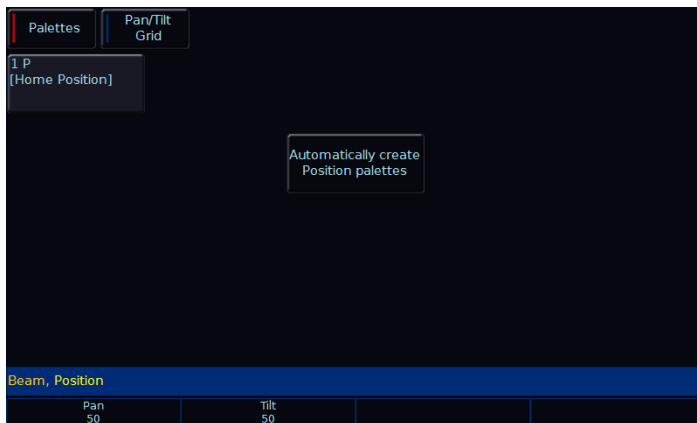 Palettes
Pan/Tilt
Grid
1 P
[Home Position]
Automatically create
Position palettes
Beam, Position
Pan
50
Tilt
50